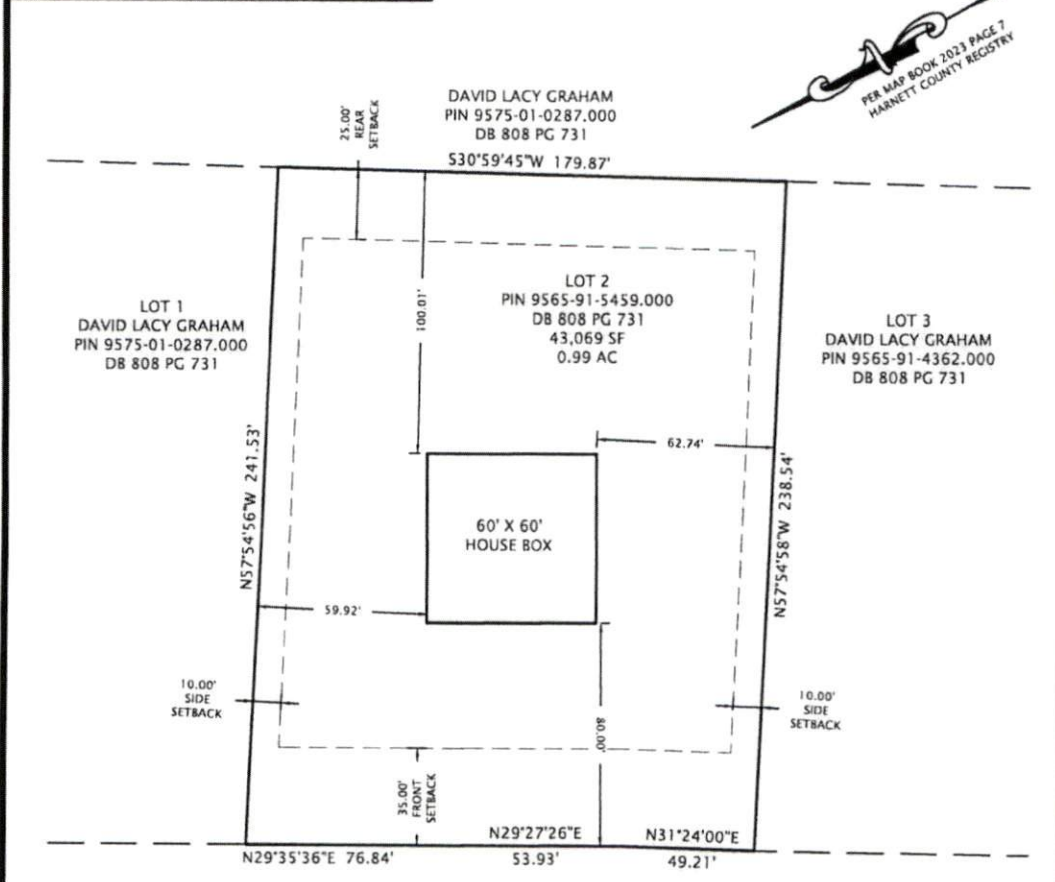 PER MAP BOOK 2023 PAGE 7
HARNETT COUNTY REGISTRY
DAVID LACY GRAHAM
PIN 9575-01-0287.000
DB 808 PG 731
S30°59'45"W 179.87'
25.00'
REAR
SETBACK
100.01'
LOT 2
PIN 9565-91-5459.000
DB 808 PG 731
43,069 SF
0.99 AC
LOT 1
DAVID LACY GRAHAM
PIN 9575-01-0287.000
DB 808 PG 731
LOT 3
DAVID LACY GRAHAM
PIN 9565-91-4362.000
DB 808 PG 731
N57°54'56"W 241.53'
62.74'
N57°54'58"W 238.54'
60' X 60'
HOUSE BOX
59.92'
10.00'
SIDE
SETBACK
10.00'
SIDE
SETBACK
80.00'
35.00'
FRONT
SETBACK
N29°35'36"E 76.84'
N29°27'26"E
53.93'
N31°24'00"E
49.21'